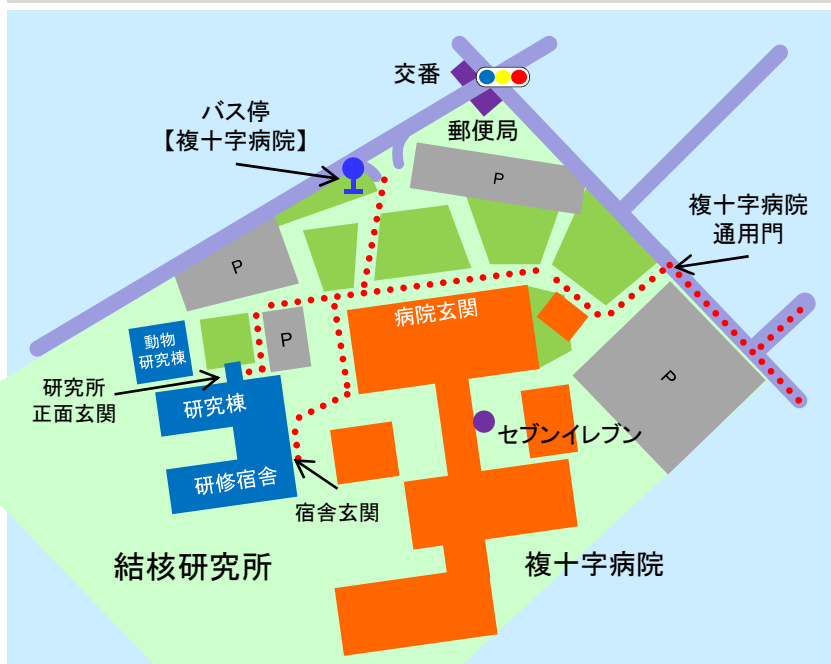 交番
バス停
【複十字病院】
郵便局
P
複十字病院
通用門
P
病院玄関
動物
研究棟
P
P
研究所
正面玄関
研究棟
セブンイレブン
研修宿舎
宿舎玄関
結核研究所
複十字病院